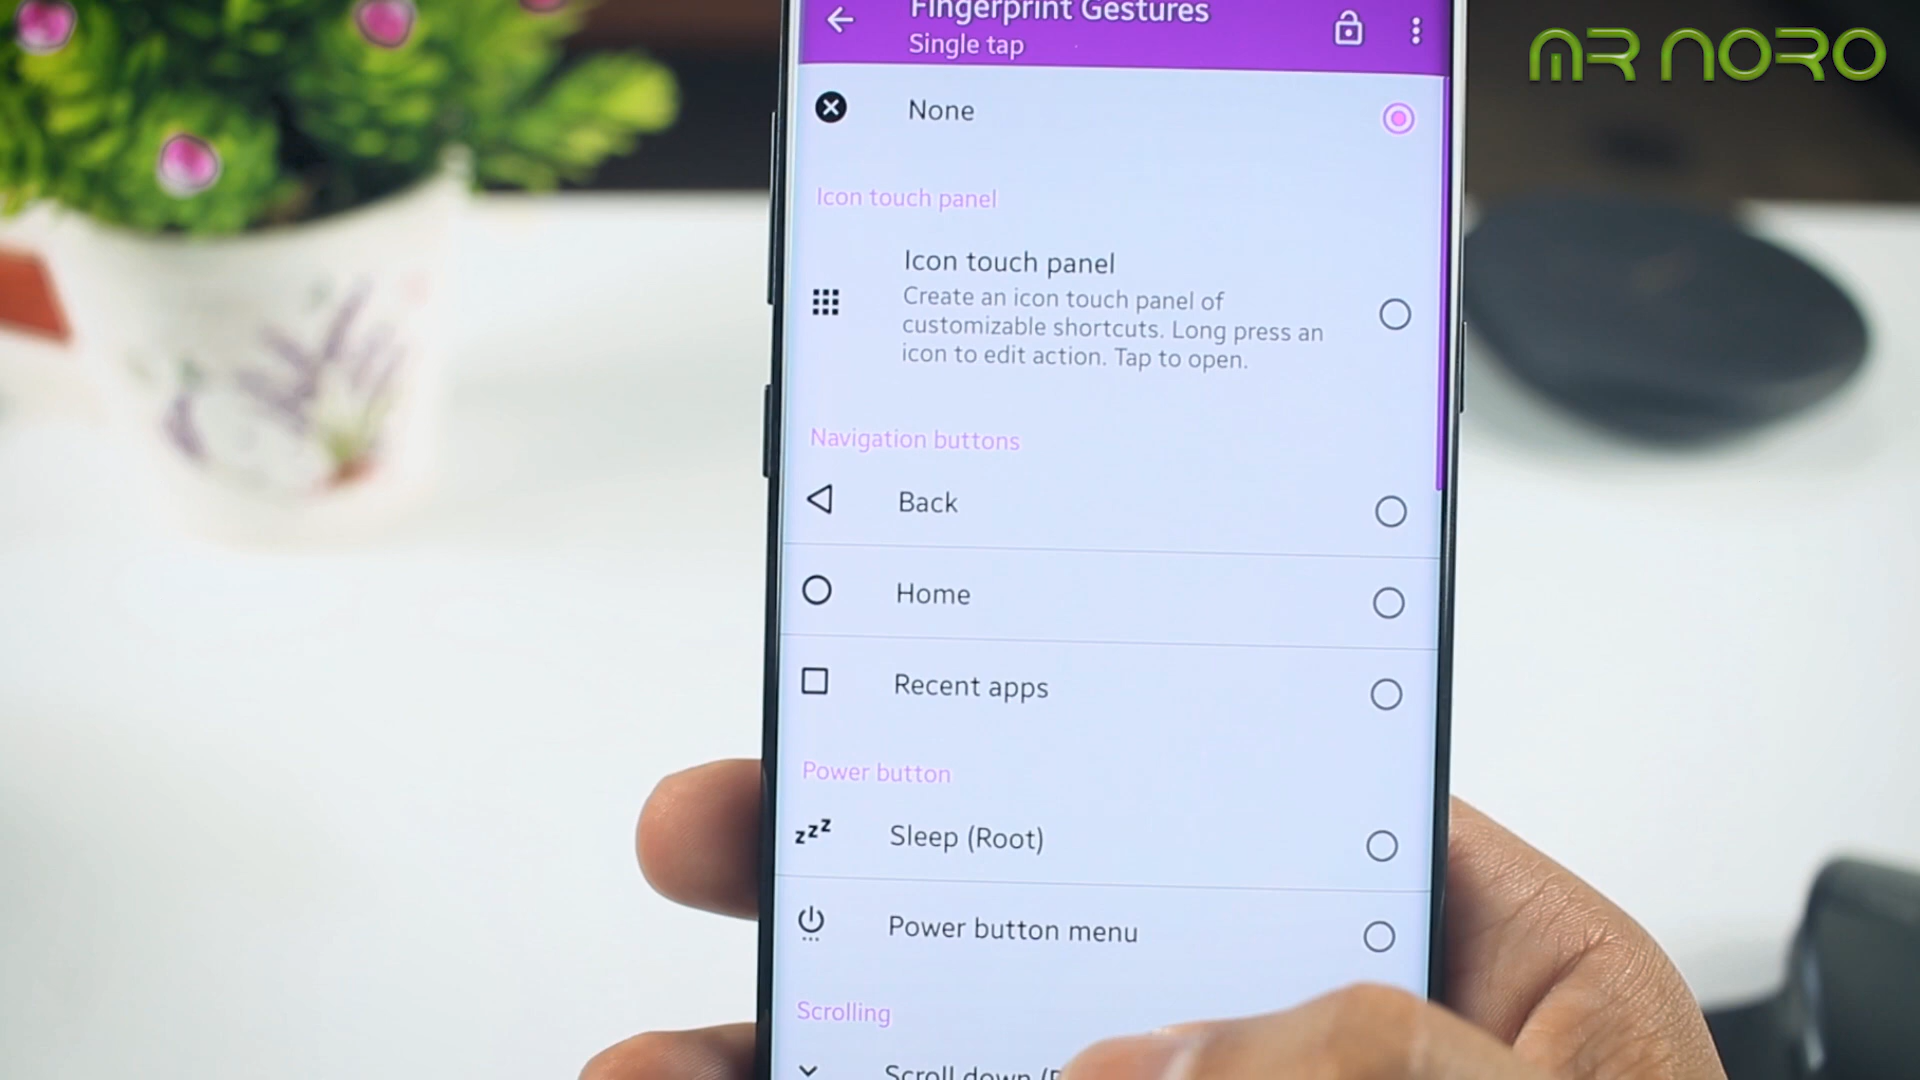 Fingerprint Gestures
Single tap
MR NORO
None
Icon touch panel
Icon touch panel
Create an icon touch panel of
customizable shortcuts. Long press an
icon to edit action. Tap to open.
Navigation buttons
Back
Home
Recent apps
Power button
zzz
Sleep (Root)
Power button menu
Scrolling
Scroll down